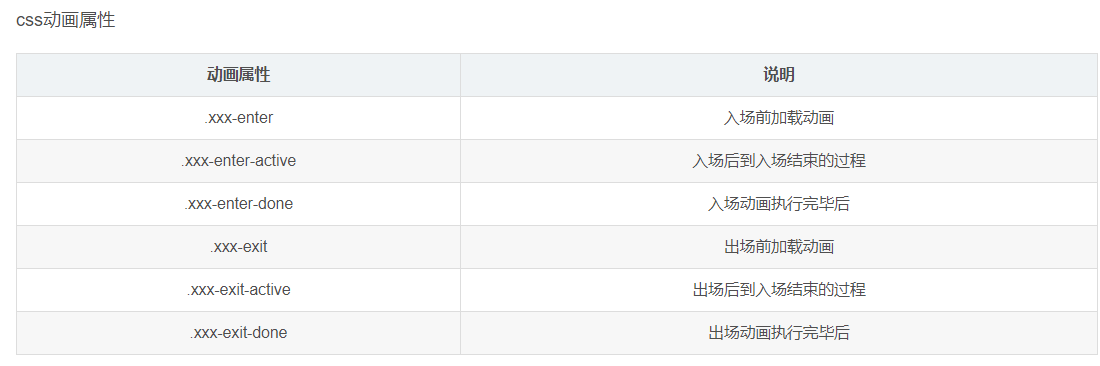 css动画属性
动画属性 说明
.xxx-enter 入场前加载动画
.xxx-enter-active 入场后到入场结束的过程
.xxx-enter-done 入场动画执行完毕后
.xxx-exit 出场前加载动画
.xxx-exit-active 出场后到入场结束的过程
.xxx-exit-done 出场动画执行完毕后